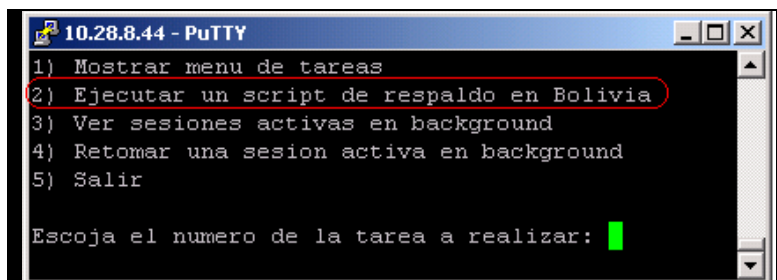 10.28.8.44 - PuTTY
1) Mostrar menu de tareas
2) Ejecutar un script de respaldo en Bolivia
3) Ver sesiones activas en background
4) Retomar una sesion activa en background
5) Salir
Escoja el numero de la tarea a realizar: